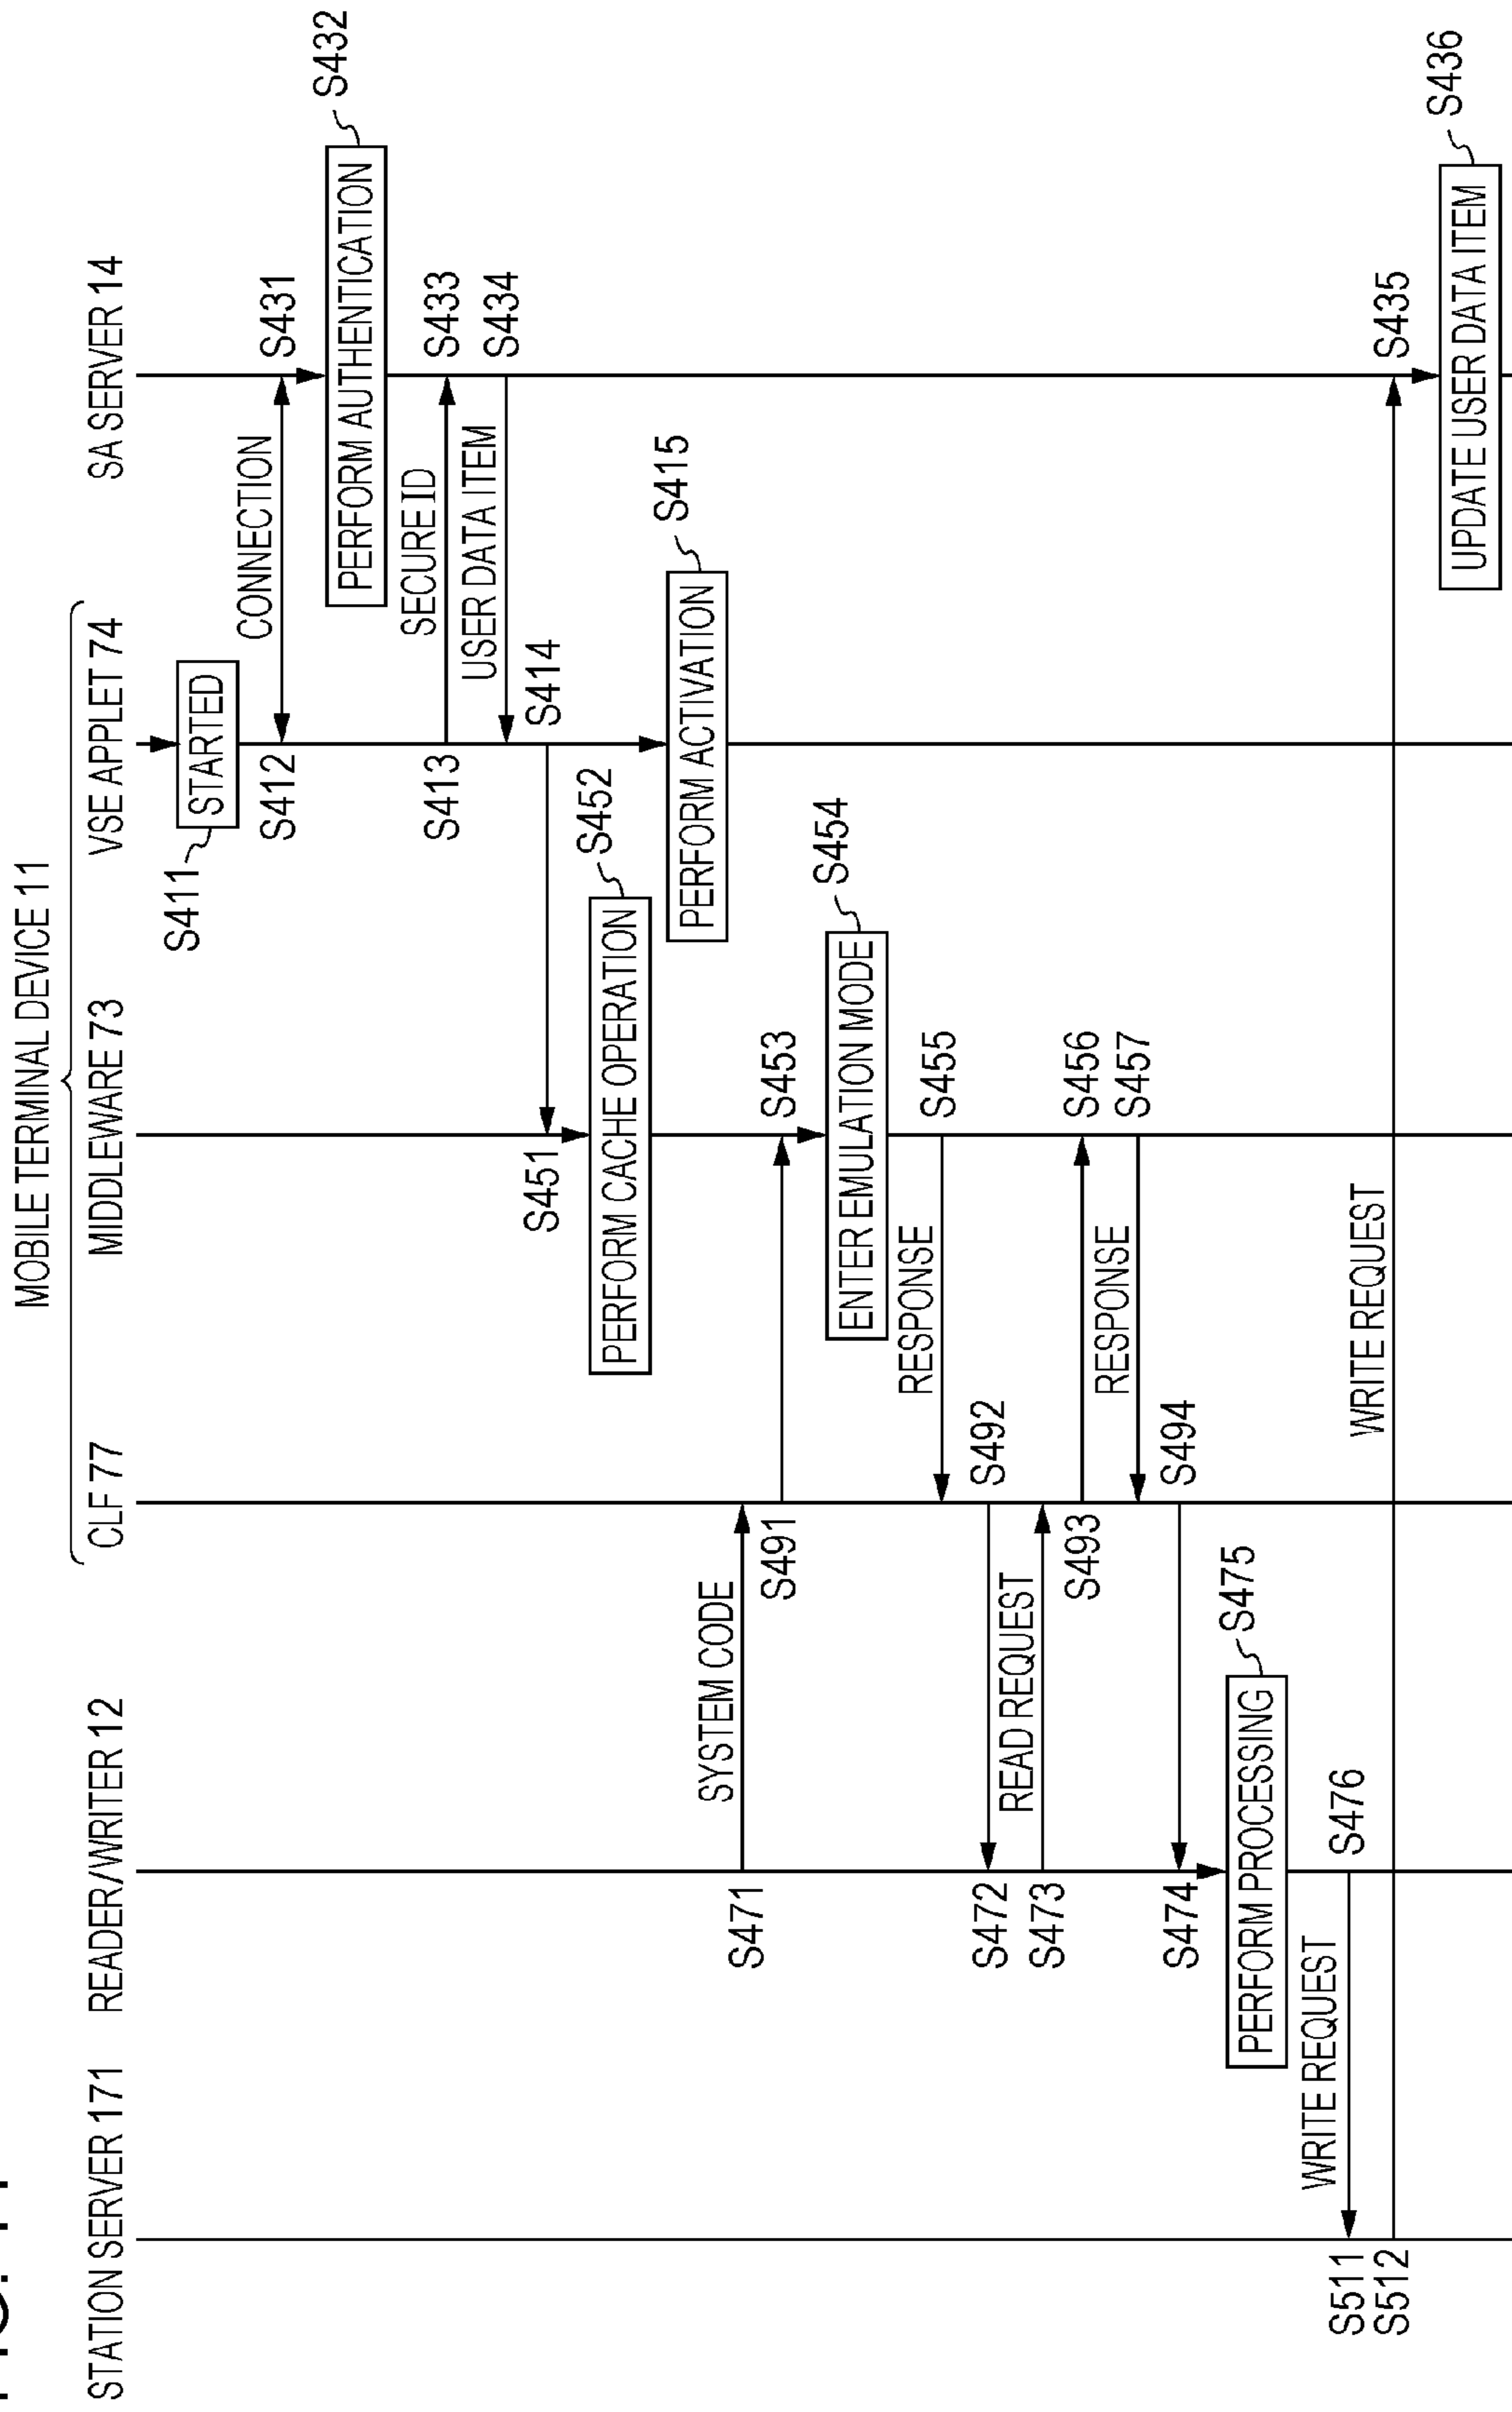 MOBILE TERMINAL DEVICE 11
STATION SERVER 171
READER/WRITER 12
CLF 77
MIDDLEWARE 73
VSE APPLET 74
SA SERVER 14
S411
STARTED
CONNECTION
S412
S431
PERFORM AUTHENTICATION
S432
SECURE ID
S413
S433
USER DATA ITEM
S434
S414
S451
PERFORM CACHE OPERATION
S452
PERFORM ACTIVATION
S415
SYSTEM CODE
S471
S491
S453
ENTER EMULATION MODE
S454
RESPONSE
S455
S472
S492
READ REQUEST
S473
S493
S456
RESPONSE
S457
S474
S494
PERFORM PROCESSING
S475
WRITE REQUEST
S511
S476
WRITE REQUEST
S512
S435
UPDATE USER DATA ITEM
S436